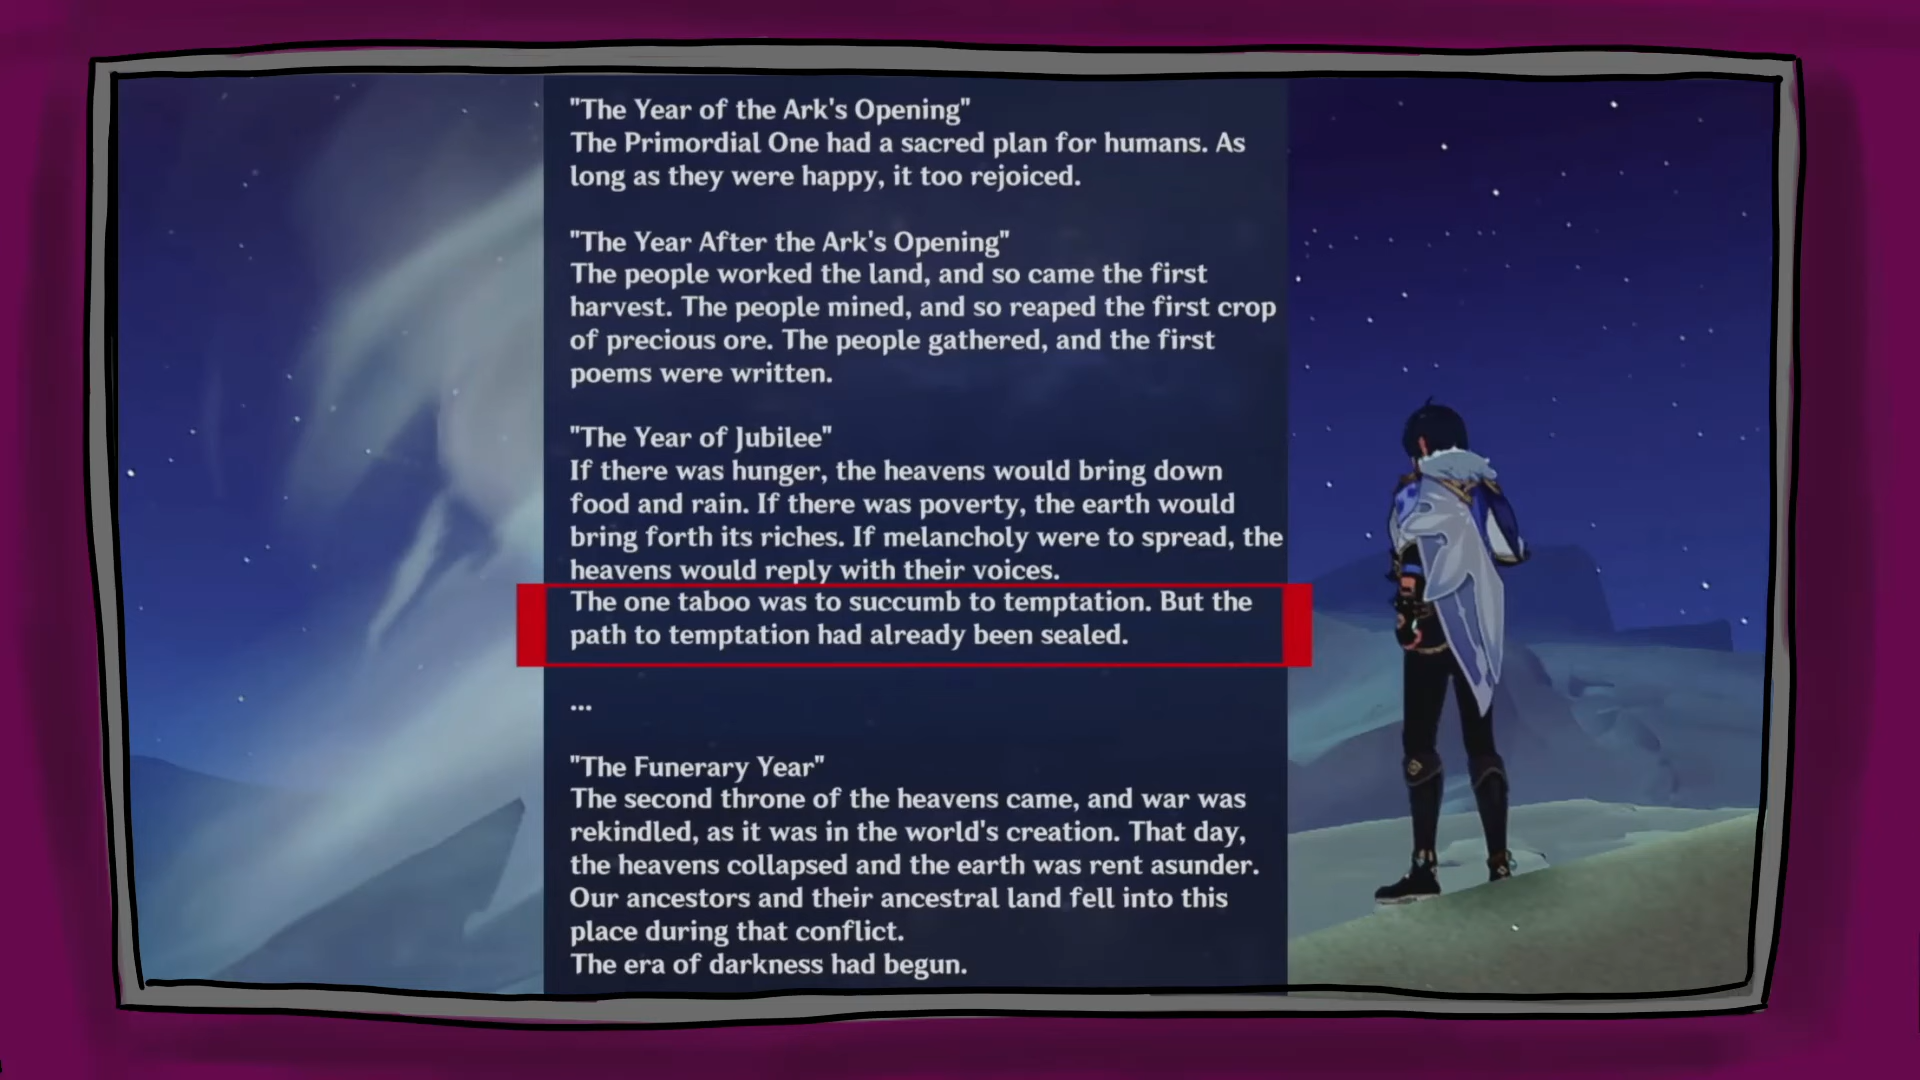 "The Year of the Ark's Opening"
The Primordial One had a sacred plan for humans. As
long as they were happy, it too rejoiced.
"The Year After the Ark's Opening"
The people worked the land, and so came the first
harvest. The people mined, and so reaped the first crop
of precious ore. The people gathered, and the first
poems were written.
"The Year of Jubilee"
If there was hunger, the heavens would bring down
food and rain. If there was poverty, the earth would
bring forth its riches. If melancholy were to spread, the
heavens would reply with their voices.
The one taboo was to succumb to temptation. But the
path to temptation had already been sealed.
...
"The Funerary Year"
The second throne of the heavens came, and war was
rekindled, as it was in the world's creation. That day,
the heavens collapsed and the earth was rent asunder.
Our ancestors and their ancestral land fell into this
place during that conflict.
The era of darkness had begun.